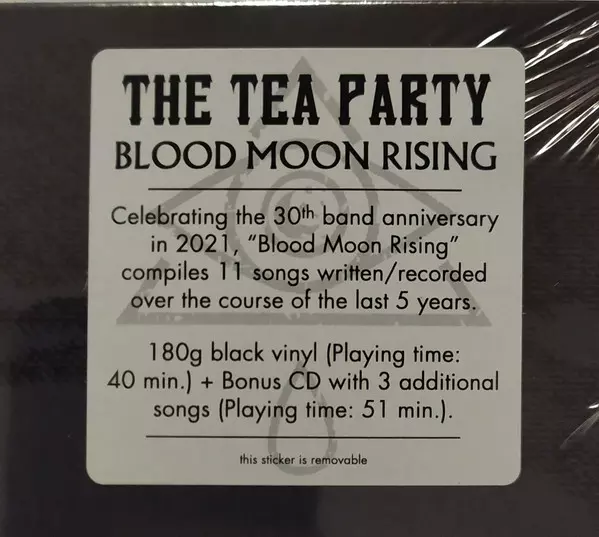 THE TEA PARTY
BLOOD MOON RISING
Celebrating the 30th band anniversary
in 2021, “Blood Moon Rising”
compiles 11 songs written/recorded
over the course of the last 5 years.
180g black vinyl (Playing time:
40 min.) + Bonus CD with 3 additional
songs (Playing time: 51 min.).
this sticker is removable